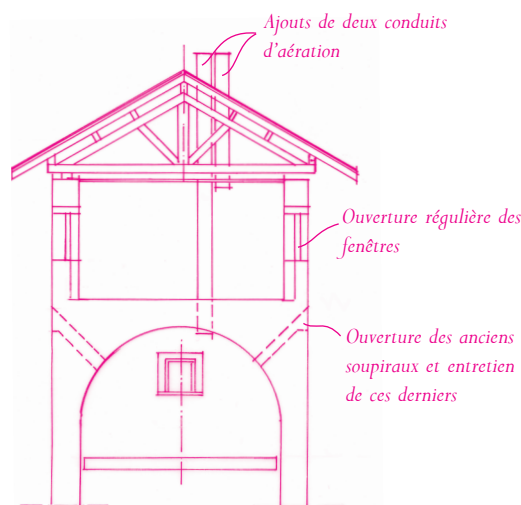 Ajouts de deux conduits
d'aération
Ouverture régulière des
fenêtres
Ouverture des anciens
soupiraux et entretien
de ces derniers